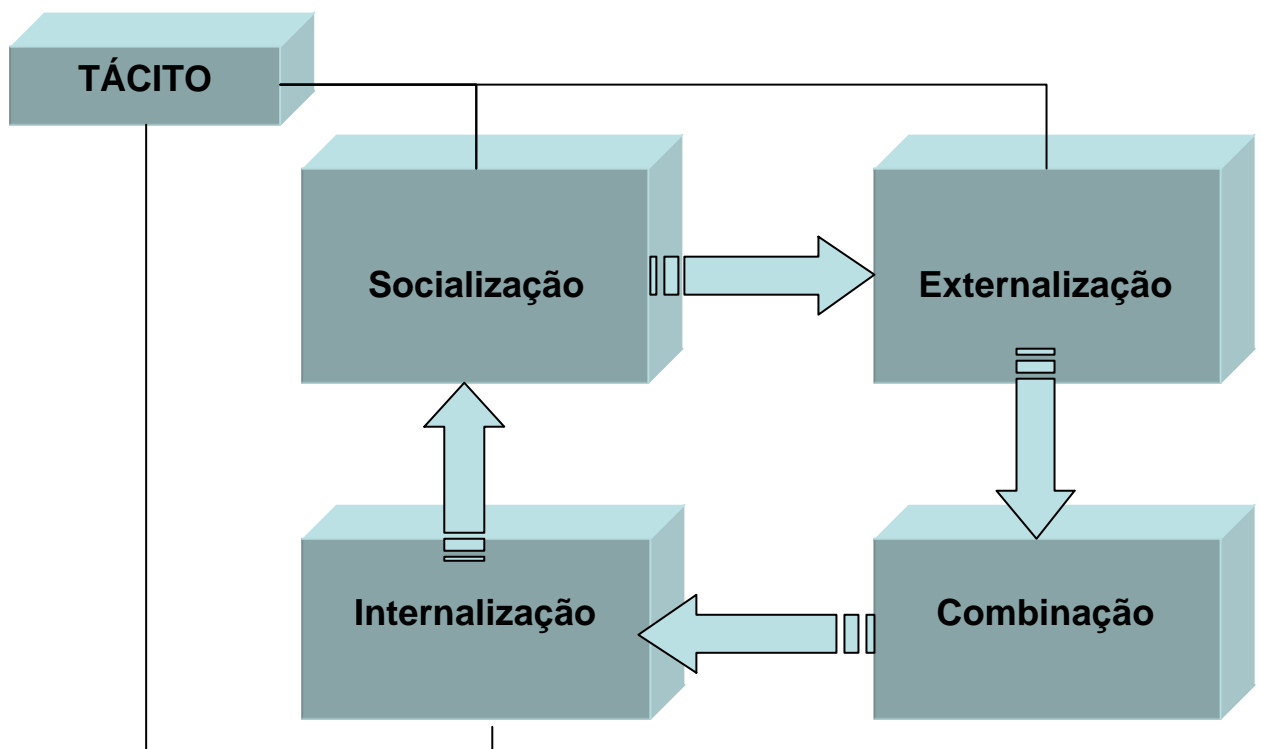 TÁCITO
Socialização
Externalização
Internalização
Combinação